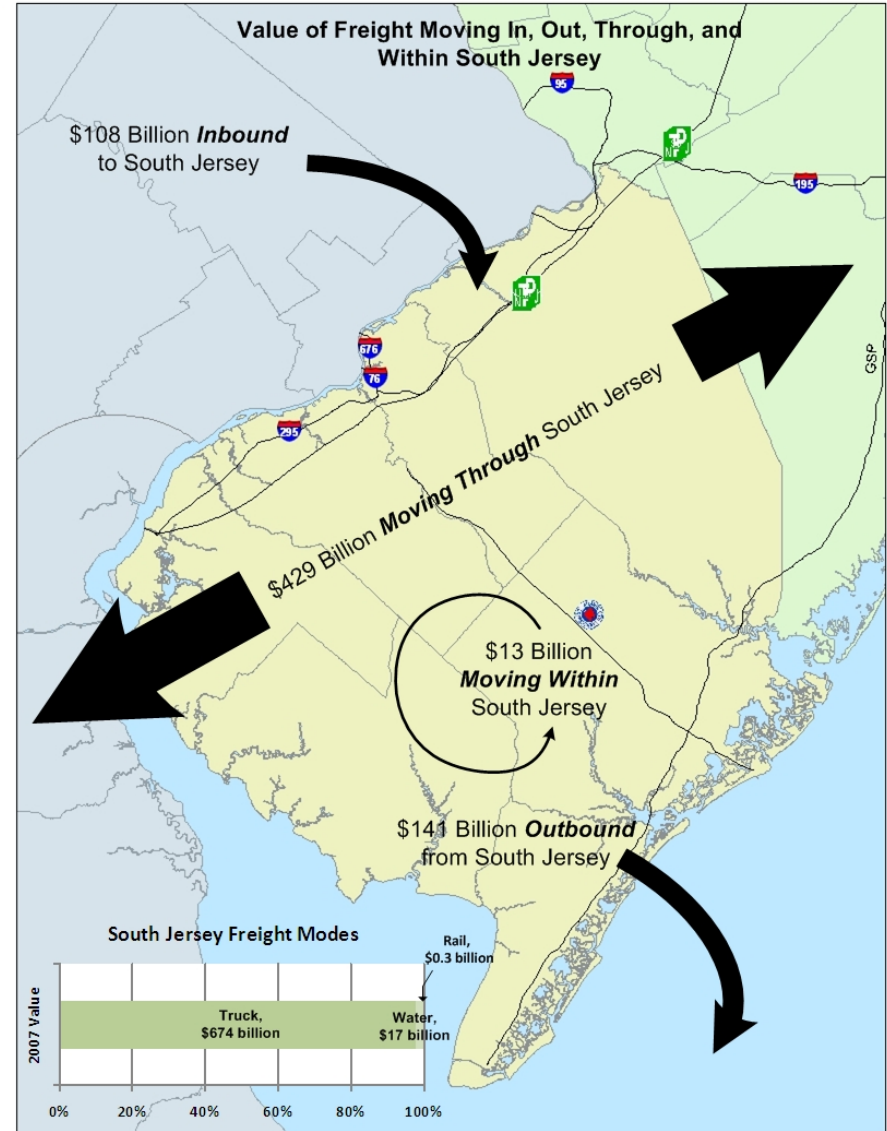 Value of Freight Moving In, Out, Through, and
Within South Jersey
95
$108 Billion Inbound
to South Jersey
195
676
76
GSP
295
$429 Billion Moving Through South Jersey
$13 Billion
Moving Within
South Jersey
$141 Billion Outbound
from South Jersey
South Jersey Freight Modes
Rail,
$0.3 billion
Truck,
$674 billion
Water,
$17 billion
2007 Value
0% 20% 40% 60% 80% 100%